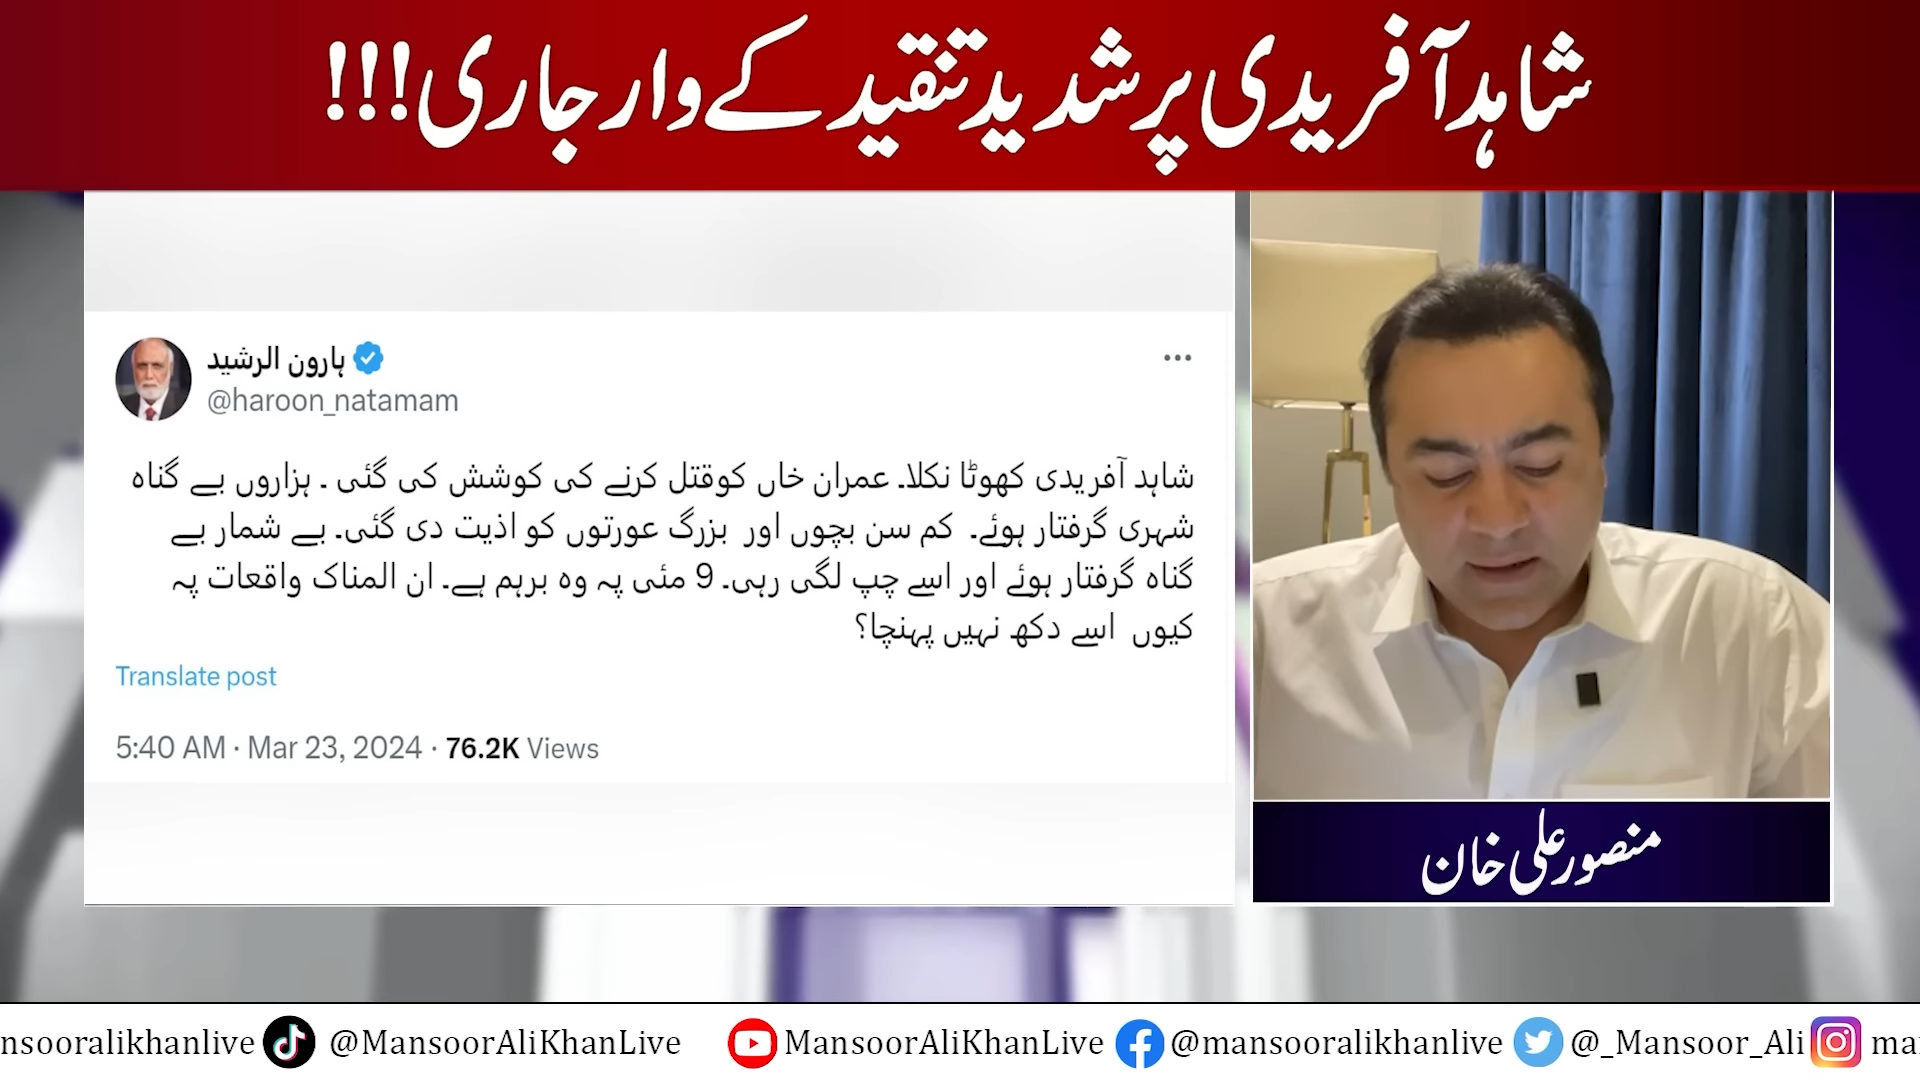 شاہد آفریدی پر شدید تنقید کے وار جاری!!!
ہارون الرشید
@haroon_natamam
شاہد آفریدی کھوٹا نکلا۔ عمران خاں کوقتل کرنے کی کوشش کی گئی ۔ ہزاروں بے گناہ
شہری گرفتار ہوئے۔ کم سن بچوں اور بزرگ عورتوں کو اذیت دی گئی۔ بے شمار بے
گناہ گرفتار ہوئے اور اسے چپ لگی رہی۔ 9 مئی پہ وہ برہم ہے۔ ان المناک واقعات پہ
کیوں اسے دکھ نہیں پہنچا؟
Translate post
5:40 AM · Mar 23, 2024 · 76.2K Views
منصور علی خان
nsooralikhanlive @MansoorAliKhanLive MansoorAliKhanLive @mansooralikhanlive @_Mansoor_Ali ma